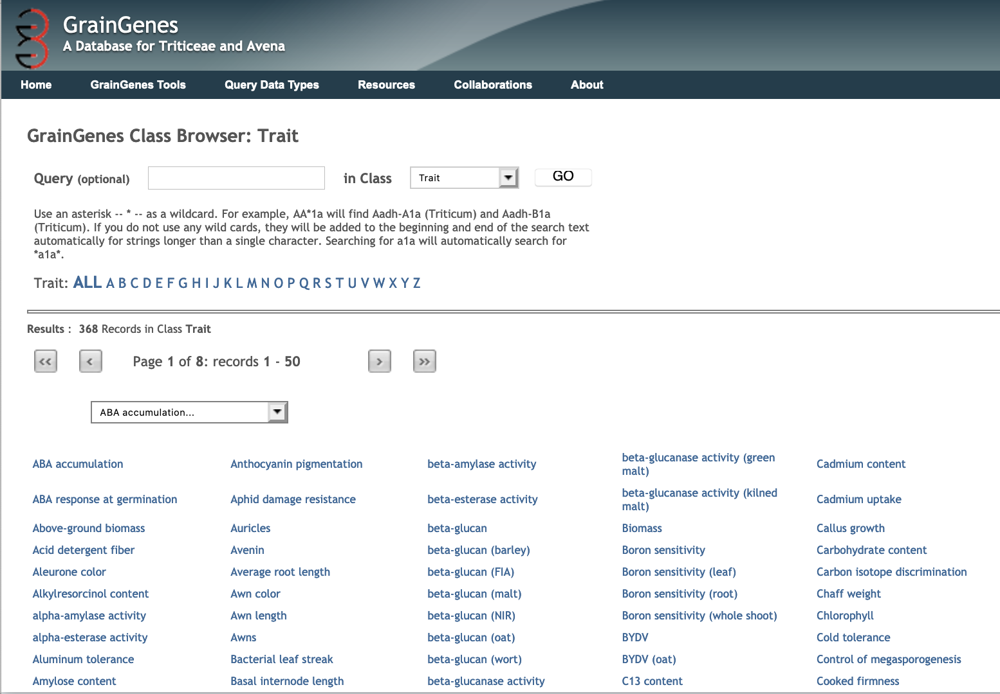 GrainGenes
A Database for Triticeae and Avena
Home GrainGenes Tools Query Data Types Resources Collaborations About
GrainGenes Class Browser: Trait
Query (optional) in Class Trait GO
Use an asterisk -- * -- as a wildcard. For example, AA*1a will find Aadh-A1a (Triticum) and Aadh-B1a
(Triticum). If you do not use any wild cards, they will be added to the beginning and end of the search text
automatically for strings longer than a single character. Searching for a1a will automatically search for
*a1a*.
Trait: ALL A B C D E F G H I J K L M N O P Q R S T U V W X Y Z
Results : 368 Records in Class Trait
<< < Page 1 of 8: records 1 - 50 > >>
ABA accumulation...
ABA accumulation Anthocyanin pigmentation beta-amylase activity beta-glucanase activity (green Cadmium content
malt)
ABA response at germination Aphid damage resistance beta-esterase activity beta-glucanase activity (kilned Cadmium uptake
malt)
Above-ground biomass Auricles beta-glucan Biomass Callus growth
Acid detergent fiber Avenin beta-glucan (barley) Boron sensitivity Carbohydrate content
Aleurone color Average root length beta-glucan (FIA) Boron sensitivity (leaf) Carbon isotope discrimination
Alkylresorcinol content Awn color beta-glucan (malt) Boron sensitivity (root) Chaff weight
alpha-amylase activity Awn length beta-glucan (NIR) Boron sensitivity (whole shoot) Chlorophyll
alpha-esterase activity Awns beta-glucan (oat) BYDV Cold tolerance
Aluminum tolerance Bacterial leaf streak beta-glucan (wort) BYDV (oat) Control of megasporogenesis
Amylose content Basal internode length beta-glucanase activity C13 content Cooked firmness